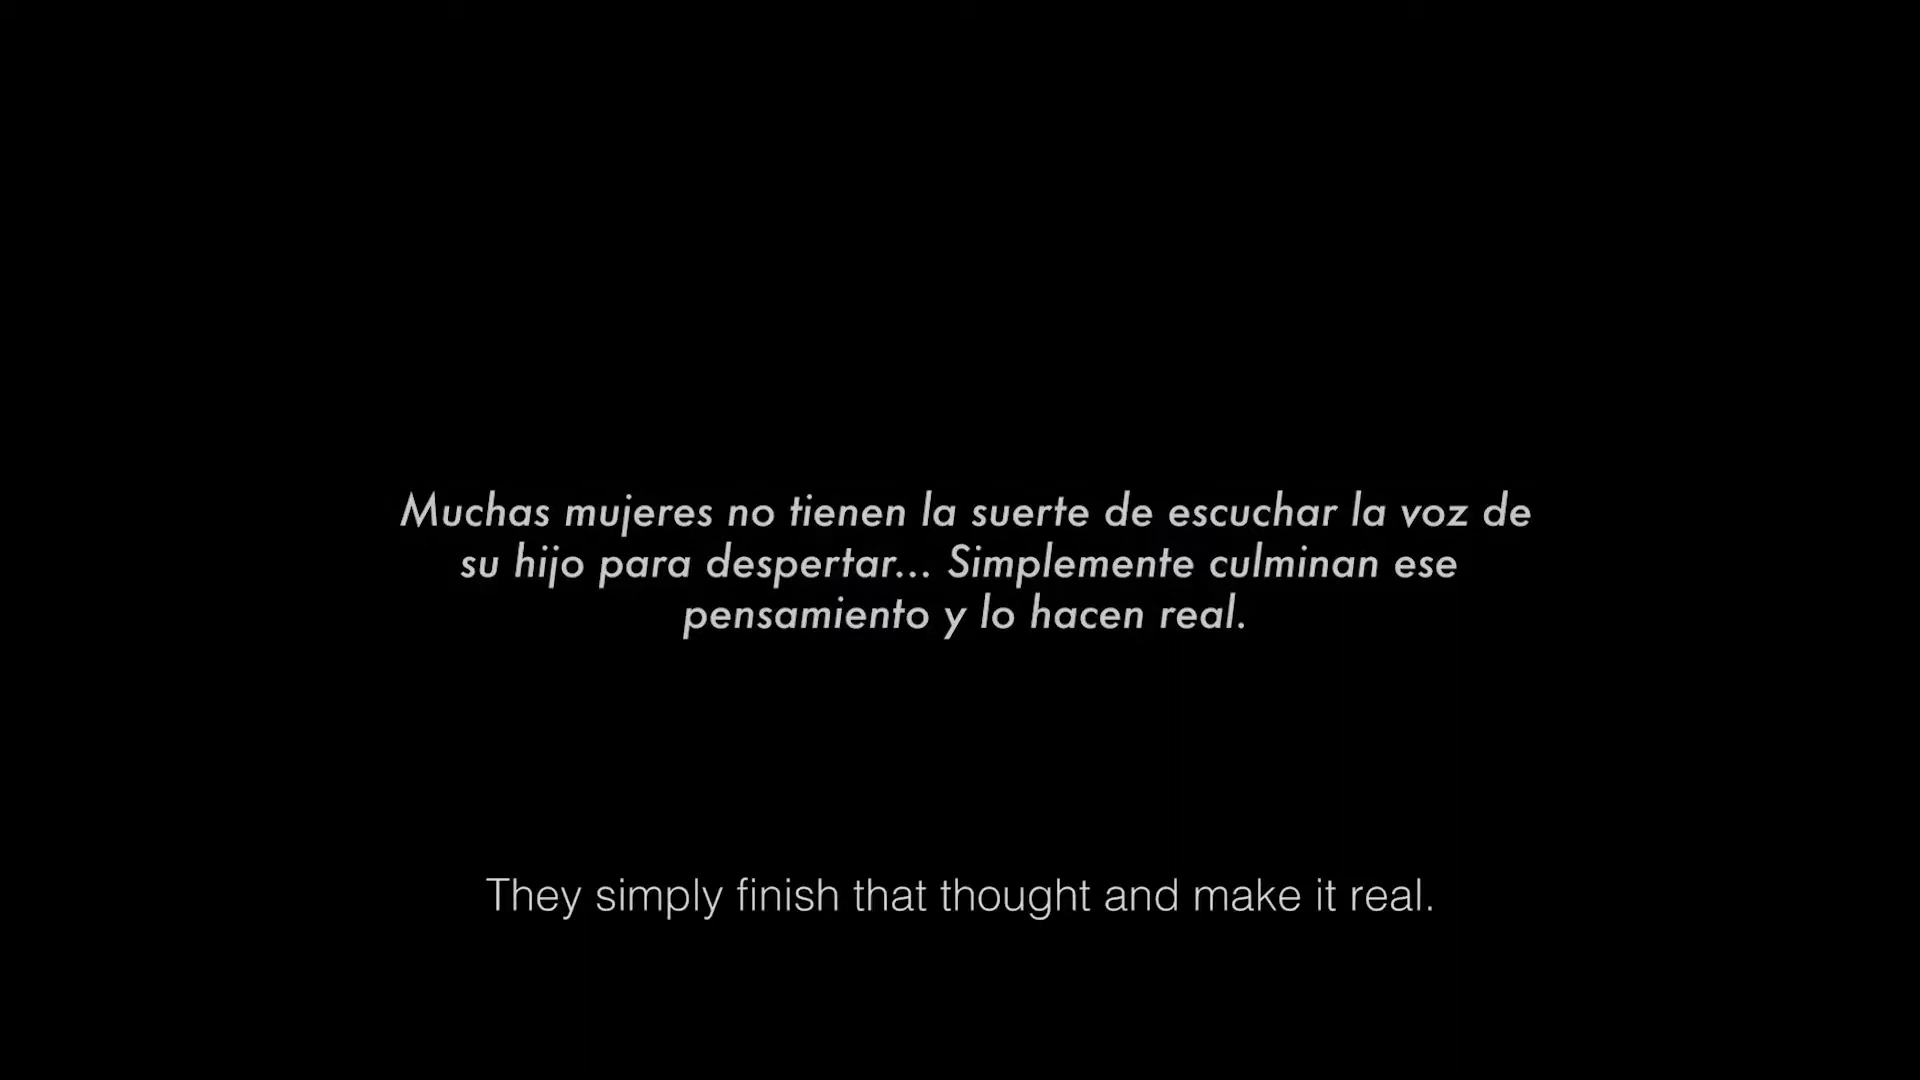 Muchas mujeres no tienen la suerte de escuchar la voz de
su hijo para despertar... Simplemente culminan ese
pensamiento y lo hacen real.
They simply finish that thought and make it real.